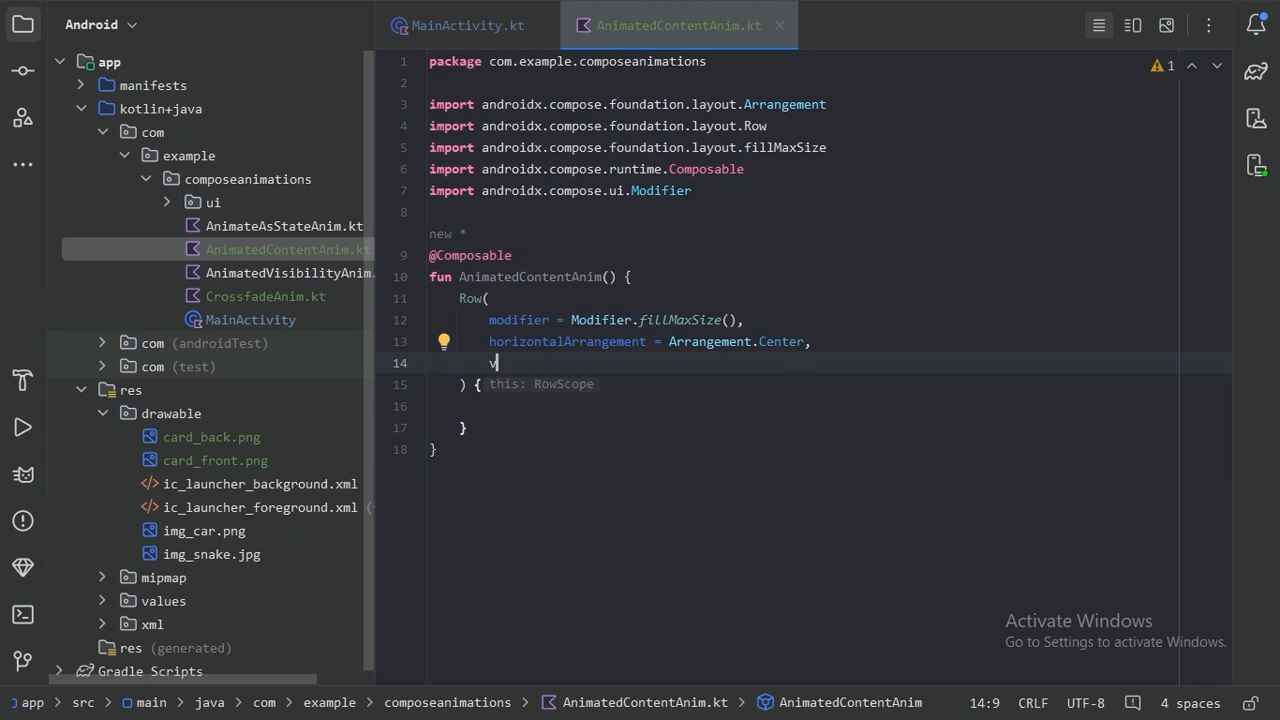 Android
MainActivity.kt
AnimatedContentAnim.kt
app
manifests
kotlin+java
com
example
composeanimations
ui
AnimateAsStateAnim.kt
AnimatedContentAnim.kt
AnimatedVisibilityAnim.
CrossfadeAnim.kt
MainActivity
com (androidTest)
com (test)
res
drawable
card_back.png
card_front.png
ic_launcher_background.xml
ic_launcher_foreground.xml (
img_car.png
img_snake.jpg
mipmap
values
xml
res (generated)
Gradle Scripts
1 package com.example.composeanimations
1
2
3 import androidx.compose.foundation.layout.Arrangement
4 import androidx.compose.foundation.layout.Row
5 import androidx.compose.foundation.layout.fillMaxSize
6 import androidx.compose.runtime.Composable
7 import androidx.compose.ui.Modifier
8
new *
9 @Composable
10 fun AnimatedContentAnim() {
11 Row(
12 modifier = Modifier.fillMaxSize(),
13 horizontalArrangement = Arrangement.Center,
14 v
15 ) { this: RowScope
16
17 }
18 }
Activate Windows
Go to Settings to activate Windows.
app > src > main > java > com > example > composeanimations > AnimatedContentAnim.kt > AnimatedContentAnim
14:9 CRLF UTF-8 4 spaces